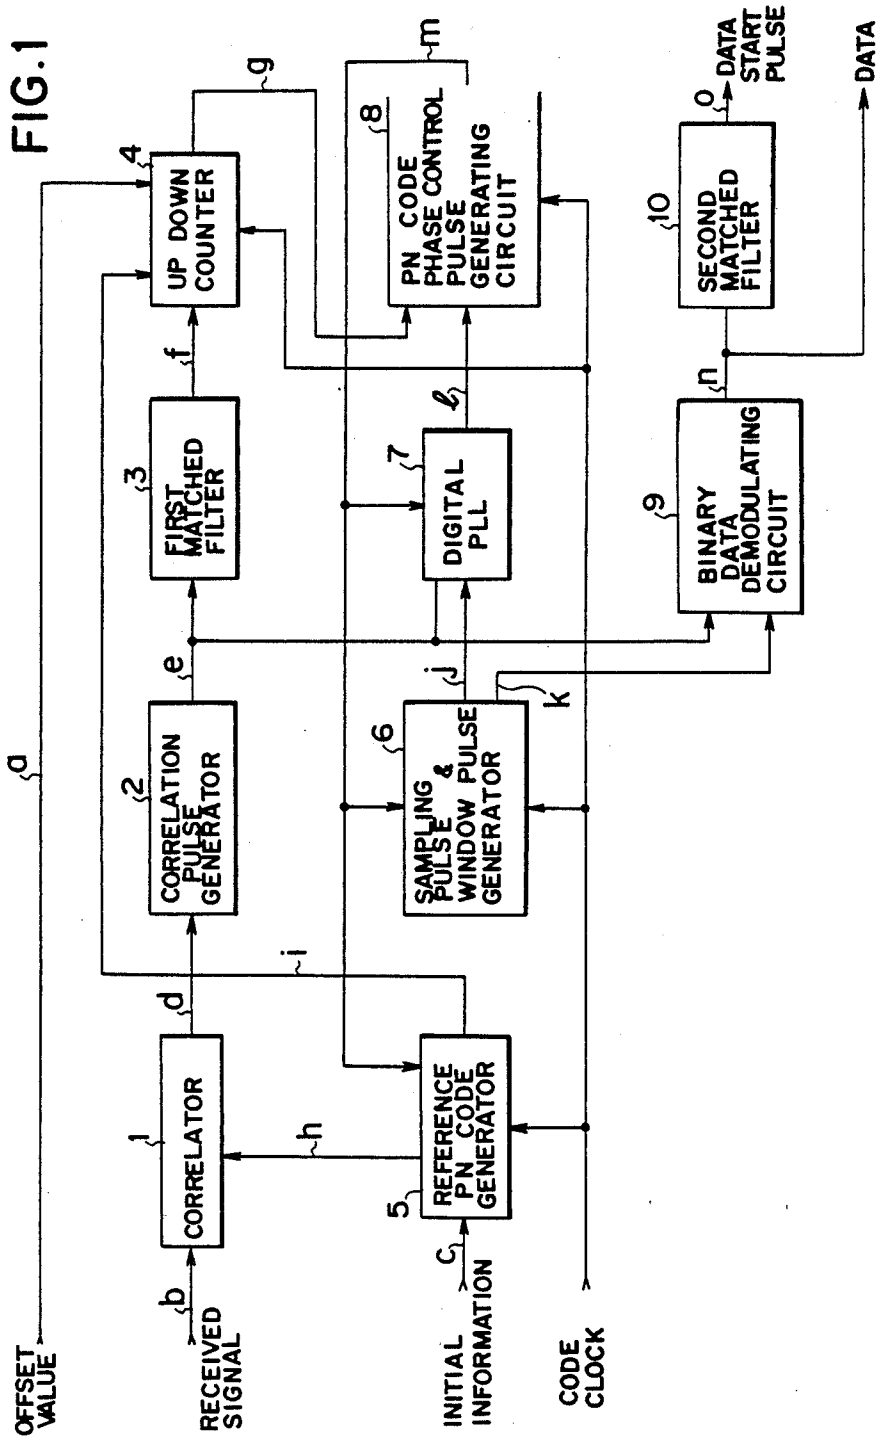 FIG.1
OFFSET
VALUE
a
RECEIVED
SIGNAL
b
1
CORRELATOR
d
2
CORRELATION
PULSE
GENERATOR
e
3
FIRST
MATCHED
FILTER
f
4
UP DOWN
COUNTER
g
h
i
INITIAL
INFORMATION
C
5
REFERENCE
PN CODE
GENERATOR
6
SAMPLING
PULSE &
WINDOW PULSE
GENERATOR
j
k
7
DIGITAL
PLL
ℓ
8
PN CODE
PHASE CONTROL
PULSE
GENERATING
CIRCUIT
m
CODE
CLOCK
9
BINARY
DATA
DEMODULATING
CIRCUIT
n
10
SECOND
MATCHED
FILTER
o
DATA
START
PULSE
DATA